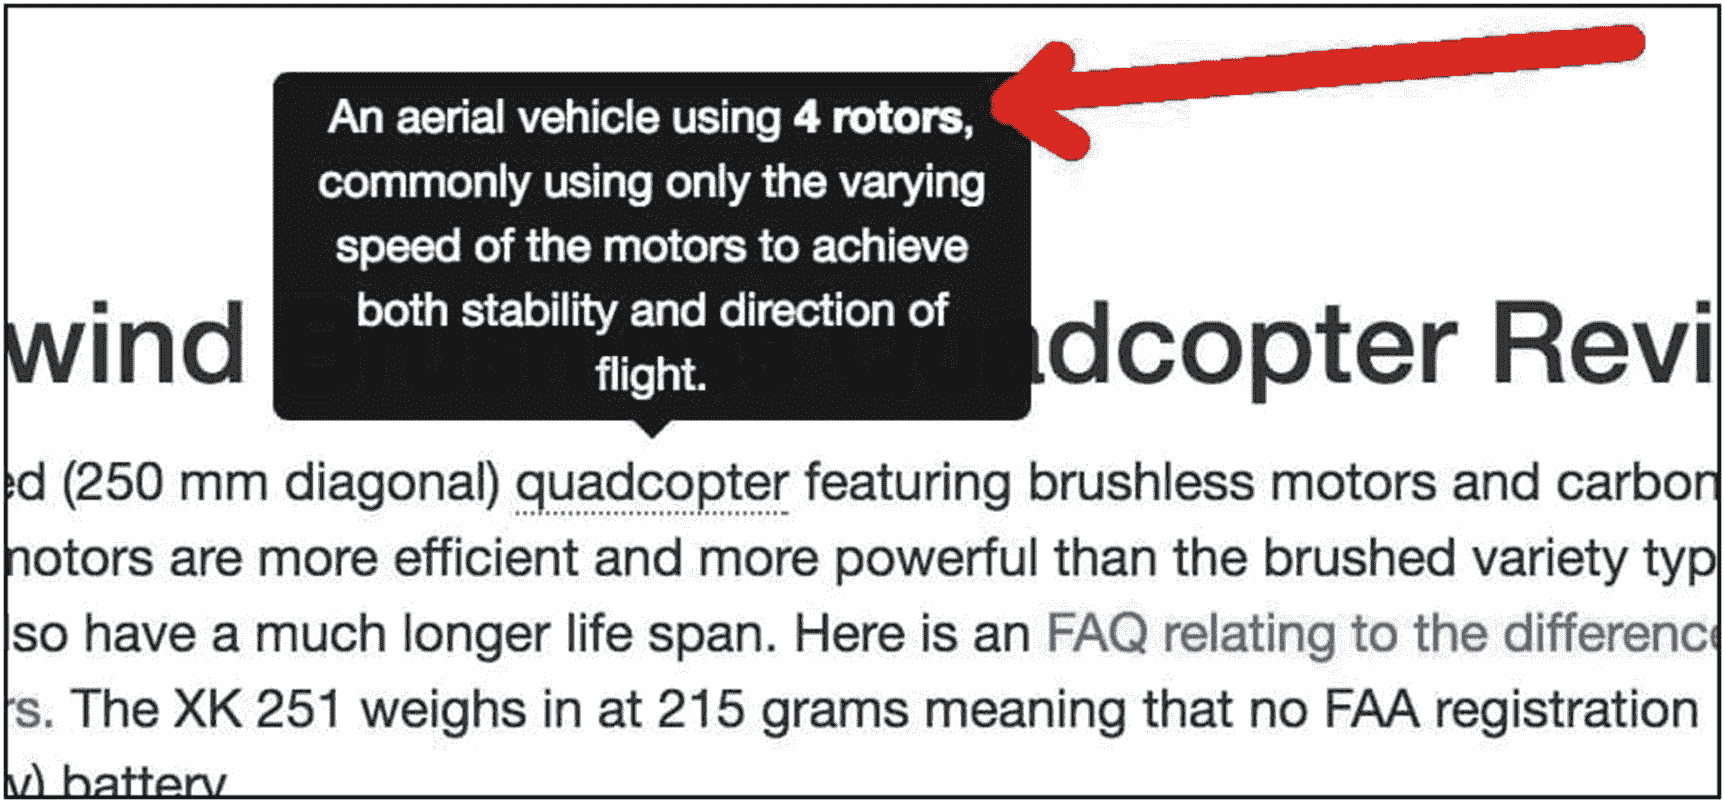 An aerial vehicle using 4 rotors,
commonly using only the varying
speed of the motors to achieve
both stability and direction of
flight.
wind adcopter Revi
ed (250 mm diagonal) quadcopter featuring brushless motors and carbon
notors are more efficient and more powerful than the brushed variety typ
lso have a much longer life span. Here is an FAQ relating to the difference
rs. The XK 251 weighs in at 215 grams meaning that no FAA registration
y) battery